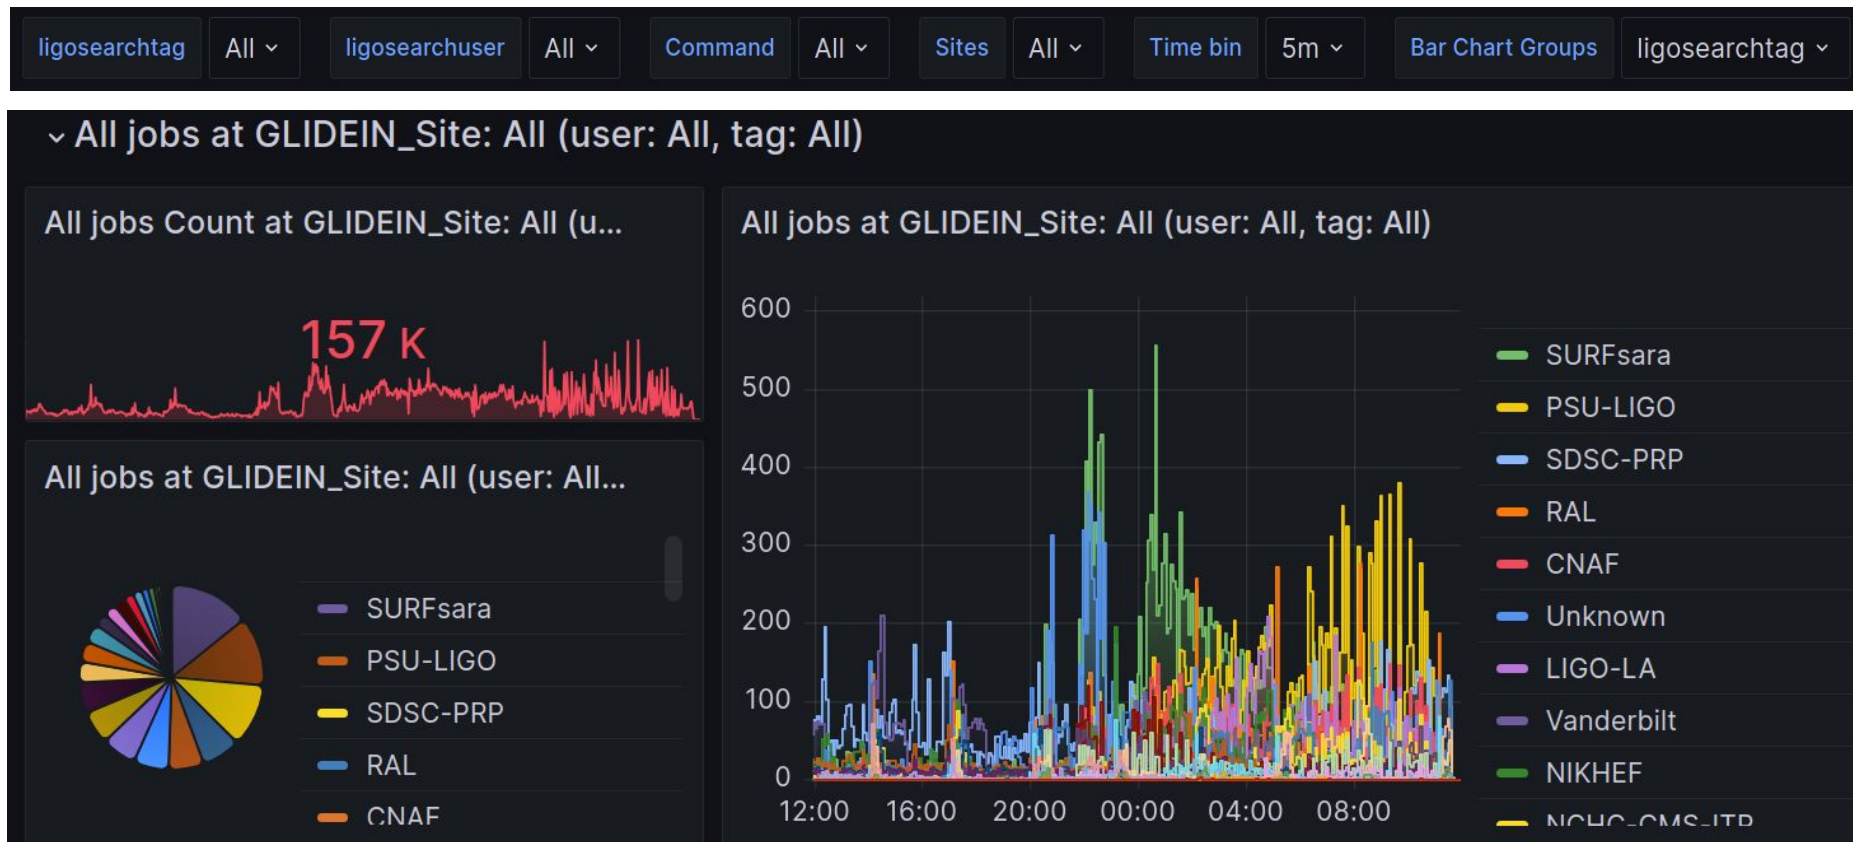 ligosearchtag All ligosearchuser All Command All Sites All Time bin 5m Bar Chart Groups ligosearchtag
All jobs at GLIDEIN_Site: All (user: All, tag: All)
All jobs Count at GLIDEIN_Site: All (u...
157 K
All jobs at GLIDEIN_Site: All (user: All...
SURFsara
PSU-LIGO
SDSC-PRP
RAL
CNAF
All jobs at GLIDEIN_Site: All (user: All, tag: All)
600
500
400
300
200
100
0
12:00 16:00 20:00 00:00 04:00 08:00
SURFsara
PSU-LIGO
SDSC-PRP
RAL
CNAF
Unknown
LIGO-LA
Vanderbilt
NIKHEF
NCHC-CMS-ITP